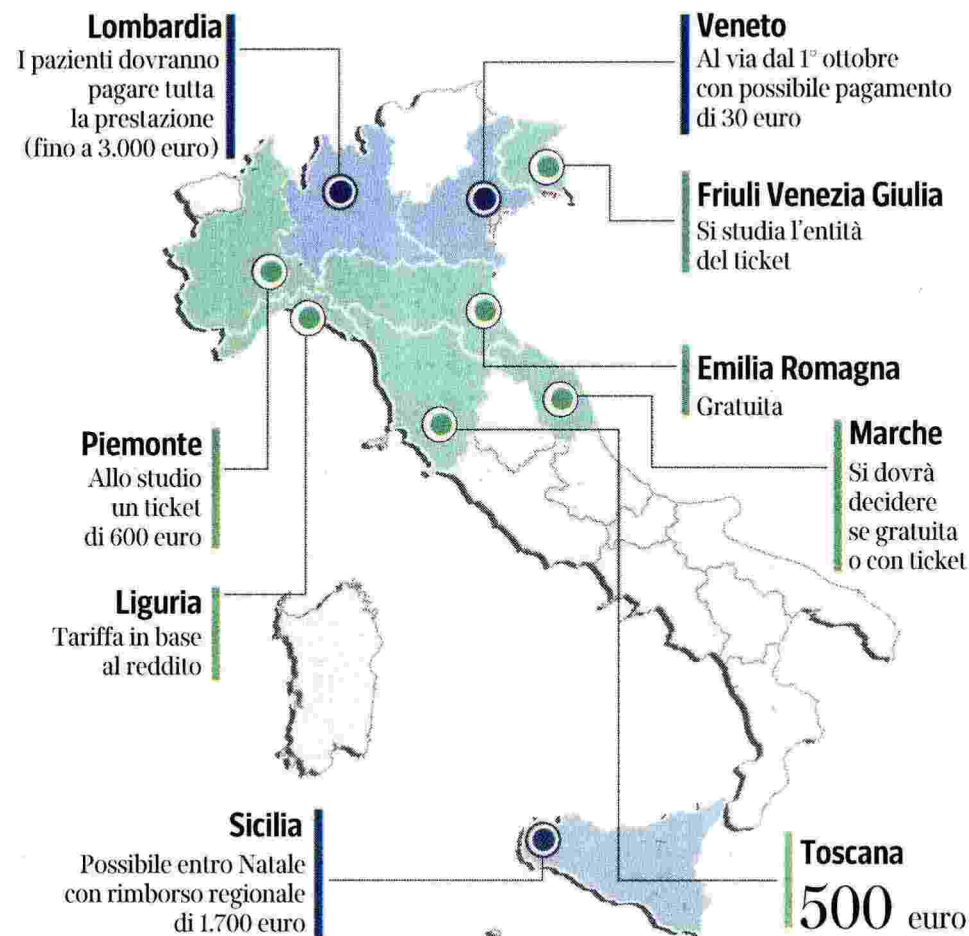 Lombardia
I pazienti dovranno
pagare tutta
la prestazione
(fino a 3.000 euro)
Veneto
Al via dal 1° ottobre
con possibile pagamento
di 30 euro
Friuli Venezia Giulia
Si studia l'entità
del ticket
Emilia Romagna
Gratuita
Marche
Si dovrà
decidere
se gratuita
o con ticket
Piemonte
Allo studio
un ticket
di 600 euro
Liguria
Tariffa in base
al reddito
Sicilia
Possibile entro Natale
con rimborso regionale
di 1.700 euro
Toscana
500 euro